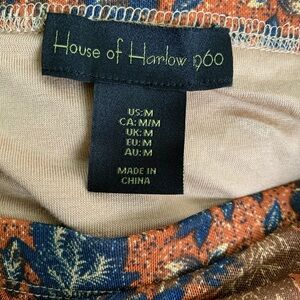 House of Harlow 1960
US:M
CA: M/M
UK:M
EU:M
AU:M
MADE IN
CHINA